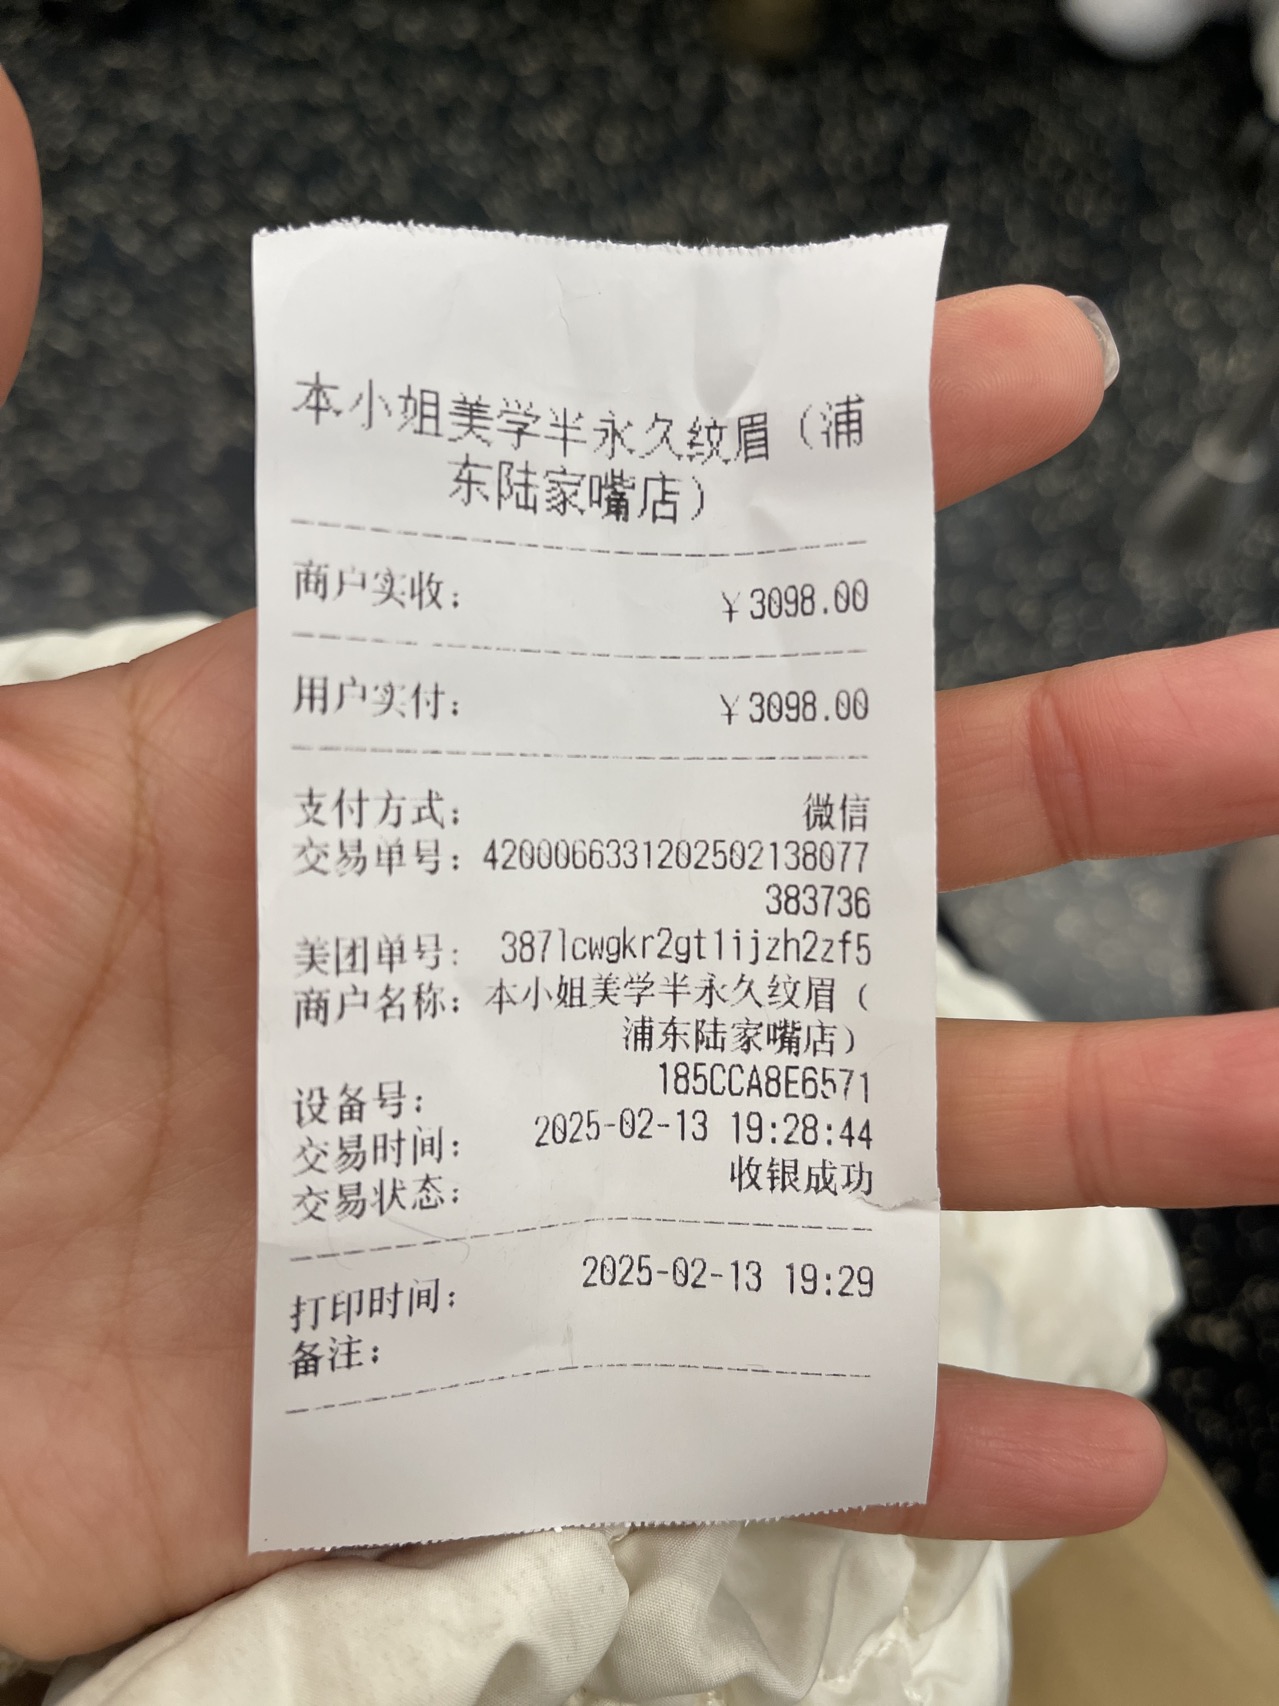 本小姐美学半永久纹眉（浦
东陆家嘴店）
商户实收： ￥3098.00
用户实付： ￥3098.00
支付方式： 微信
交易单号： 4200066331202502138077
383736
美团单号： 387lcwgkr2gt1ijzh2zf5
商户名称： 本小姐美学半永久纹眉（
浦东陆家嘴店）
设备号： 185CCA8E6571
交易时间： 2025-02-13 19:28:44
交易状态： 收银成功
打印时间： 2025-02-13 19:29
备注：